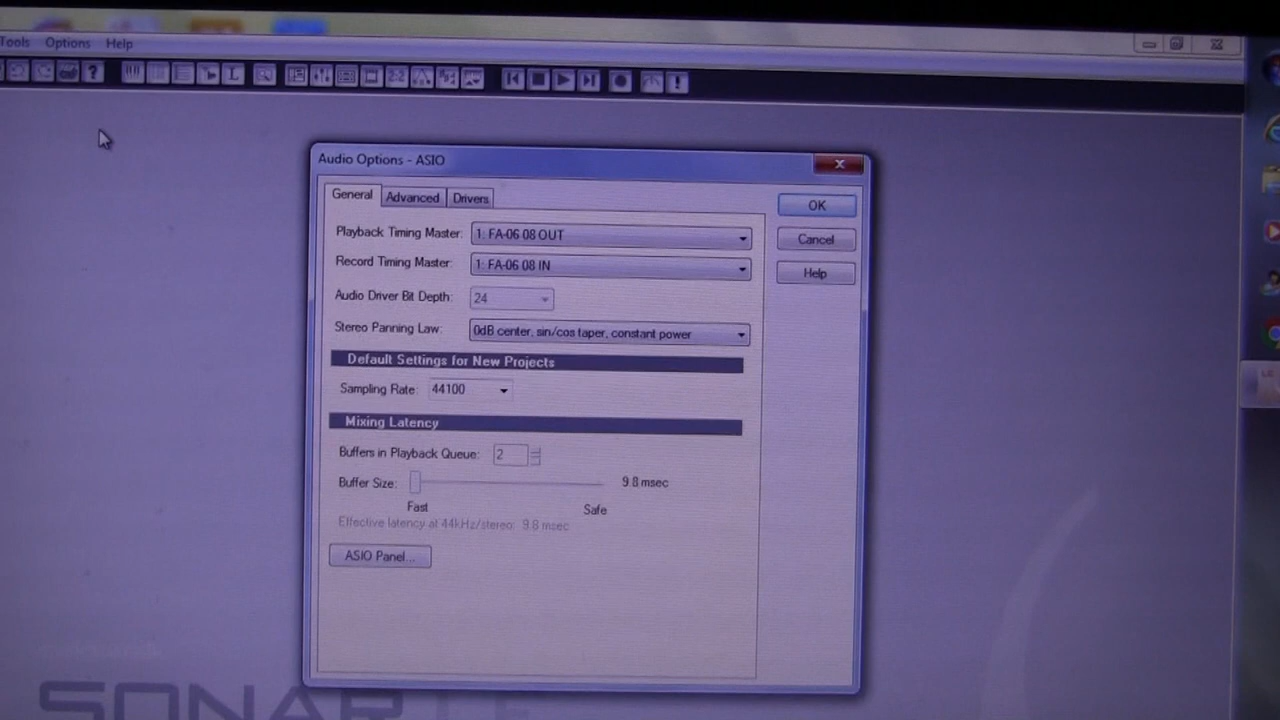 Tools Options Help
Audio Options - ASIO
General Advanced Drivers
OK
Cancel
Help
Playback Timing Master: 1: FA-06 08 OUT
Record Timing Master: 1: FA-06 08 IN
Audio Driver Bit Depth: 24
Stereo Panning Law: 0dB center, sin/cos taper, constant power
Default Settings for New Projects
Sampling Rate: 44100
Mixing Latency
Buffers in Playback Queue: 2
Buffer Size: 9.8 msec
Fast Safe
Effective latency at 44kHz/stereo: 9.8 msec
ASIO Panel...
SONAR LE